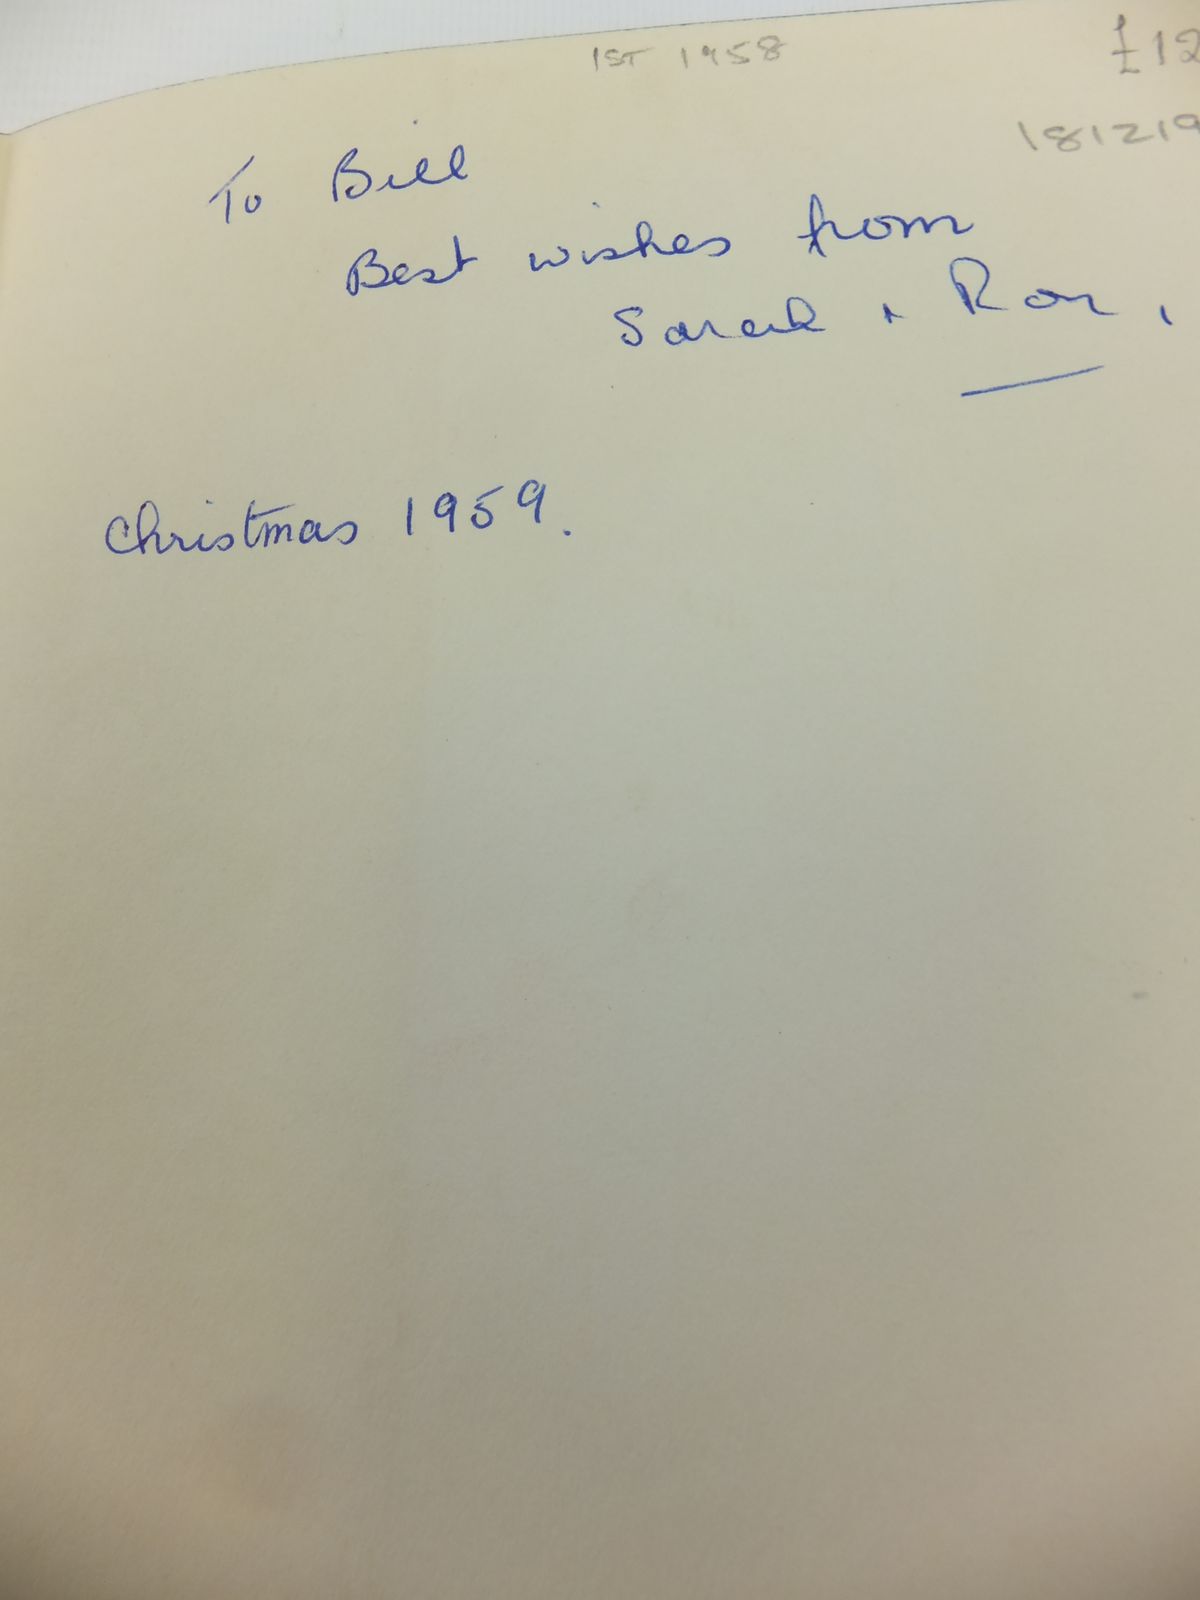 1ST 1958
£12
181219
To Bill
Best wishes from
Sarah + Ron,
Christmas 1959.